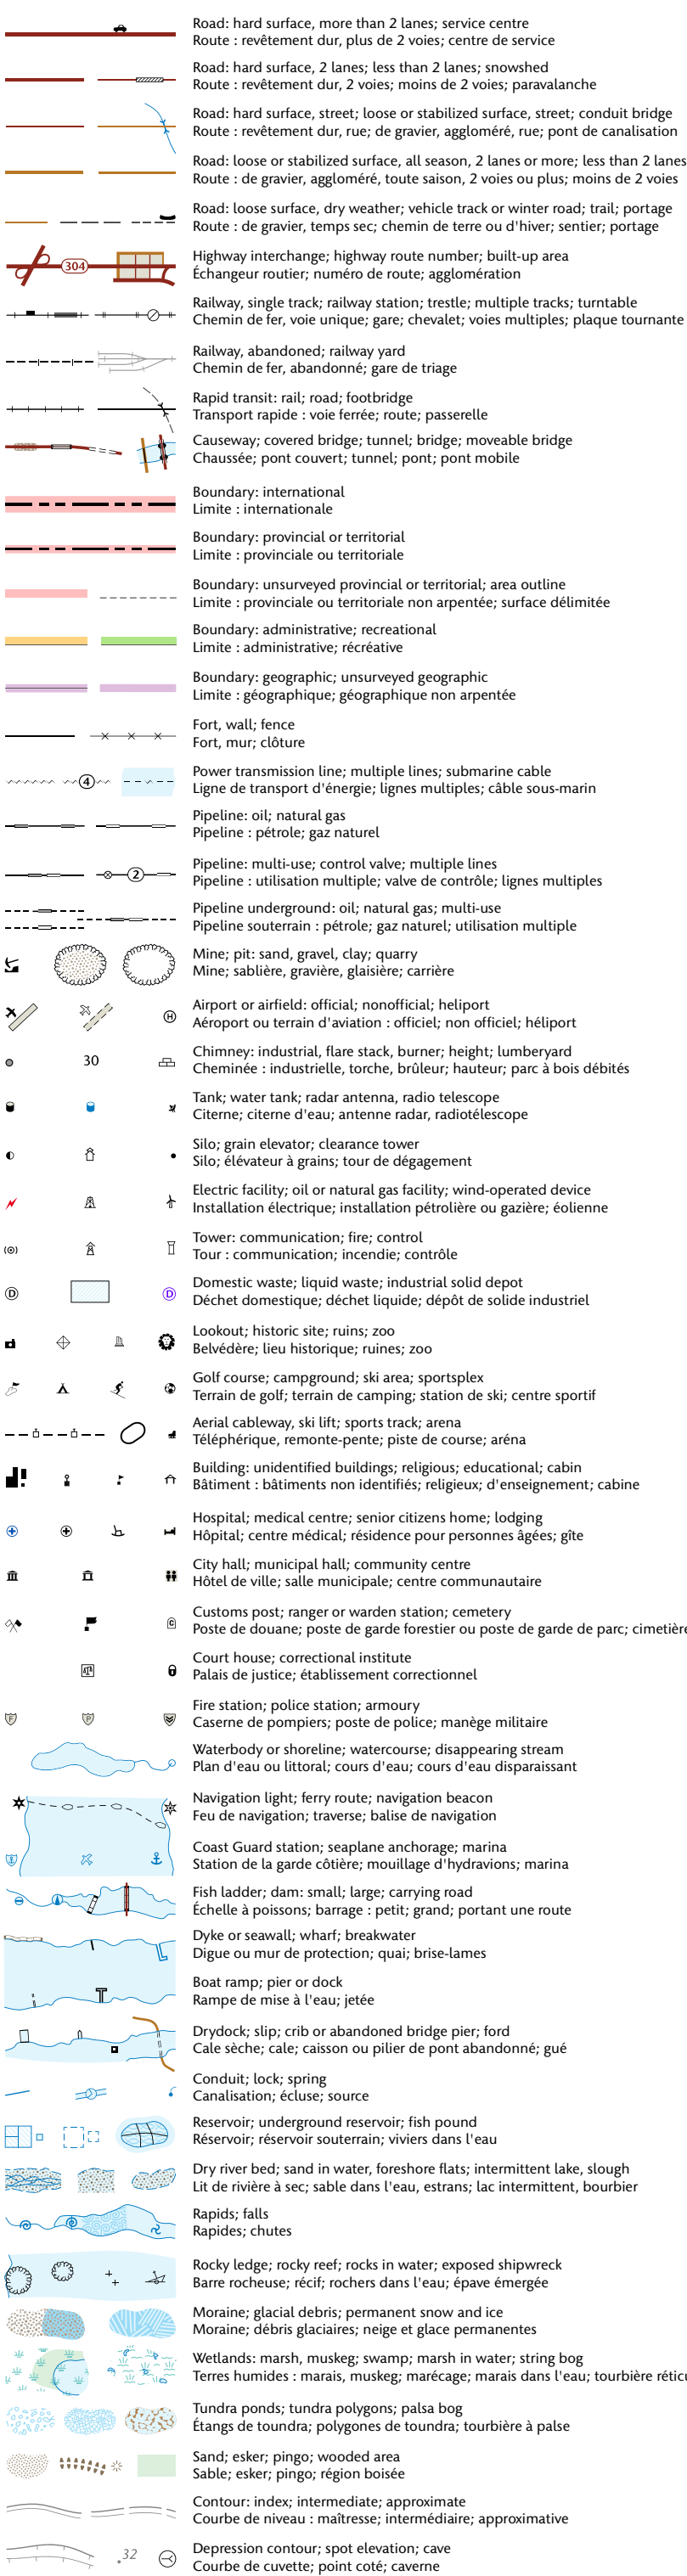 Road: hard surface, more than 2 lanes; service centre
Route : revêtement dur, plus de 2 voies; centre de service
Road: hard surface, 2 lanes; less than 2 lanes; snowshed
Route : revêtement dur, 2 voies; moins de 2 voies; paravalanche
Road: hard surface, street; loose or stabilized surface, street; conduit bridge
Route : revêtement dur, rue; de gravier, aggloméré, rue; pont de canalisation
Road: loose or stabilized surface, all season, 2 lanes or more; less than 2 lanes
Route : de gravier, aggloméré, toute saison, 2 voies ou plus; moins de 2 voies
Road: loose surface, dry weather; vehicle track or winter road; trail; portage
Route : de gravier, temps sec; chemin de terre ou d'hiver; sentier; portage
304
Highway interchange; highway route number; built-up area
Échangeur routier; numéro de route; agglomération
Railway, single track; railway station; trestle; multiple tracks; turntable
Chemin de fer, voie unique; gare; chevalet; voies multiples; plaque tournante
Railway, abandoned; railway yard
Chemin de fer, abandonné; gare de triage
Rapid transit: rail; road; footbridge
Transport rapide : voie ferrée; route; passerelle
Causeway; covered bridge; tunnel; bridge; moveable bridge
Chaussée; pont couvert; tunnel; pont; pont mobile
Boundary: international
Limite : internationale
Boundary: provincial or territorial
Limite : provinciale ou territoriale
Boundary: unsurveyed provincial or territorial; area outline
Limite : provinciale ou territoriale non arpentée; surface délimitée
Boundary: administrative; recreational
Limite : administrative; récréative
Boundary: geographic; unsurveyed geographic
Limite : géographique; géographique non arpentée
Fort, wall; fence
Fort, mur; clôture
4
Power transmission line; multiple lines; submarine cable
Ligne de transport d'énergie; lignes multiples; câble sous-marin
Pipeline: oil; natural gas
Pipeline : pétrole; gaz naturel
2
Pipeline: multi-use; control valve; multiple lines
Pipeline : utilisation multiple; valve de contrôle; lignes multiples
Pipeline underground: oil; natural gas; multi-use
Pipeline souterrain : pétrole; gaz naturel; utilisation multiple
Mine; pit: sand, gravel, clay; quarry
Mine; sablière, gravière, glaisière; carrière
H
Airport or airfield: official; nonofficial; heliport
Aéroport ou terrain d'aviation : officiel; non officiel; héliport
30
Chimney: industrial, flare stack, burner; height; lumberyard
Cheminée : industrielle, torche, brûleur; hauteur; parc à bois débités
Tank; water tank; radar antenna, radio telescope
Citerne; citerne d'eau; antenne radar, radiotélescope
Silo; grain elevator; clearance tower
Silo; élévateur à grains; tour de dégagement
Electric facility; oil or natural gas facility; wind-operated device
Installation électrique; installation pétrolière ou gazière; éolienne
Tower: communication; fire; control
Tour : communication; incendie; contrôle
D
D
Domestic waste; liquid waste; industrial solid depot
Déchet domestique; déchet liquide; dépôt de solide industriel
Lookout; historic site; ruins; zoo
Belvédère; lieu historique; ruines; zoo
Golf course; campground; ski area; sportsplex
Terrain de golf; terrain de camping; station de ski; centre sportif
Aerial cableway, ski lift; sports track; arena
Téléphérique, remonte-pente; piste de course; aréna
Building: unidentified buildings; religious; educational; cabin
Bâtiment : bâtiments non identifiés; religieux; d'enseignement; cabine
Hospital; medical centre; senior citizens home; lodging
Hôpital; centre médical; résidence pour personnes âgées; gîte
City hall; municipal hall; community centre
Hôtel de ville; salle municipale; centre communautaire
C
Customs post; ranger or warden station; cemetery
Poste de douane; poste de garde forestier ou poste de garde de parc; cimetière
Court house; correctional institute
Palais de justice; établissement correctionnel
F
P
Fire station; police station; armoury
Caserne de pompiers; poste de police; manège militaire
Waterbody or shoreline; watercourse; disappearing stream
Plan d'eau ou littoral; cours d'eau; cours d'eau disparaissant
Navigation light; ferry route; navigation beacon
Feu de navigation; traverse; balise de navigation
Coast Guard station; seaplane anchorage; marina
Station de la garde côtière; mouillage d'hydravions; marina
Fish ladder; dam: small; large; carrying road
Échelle à poissons; barrage : petit; grand; portant une route
Dyke or seawall; wharf; breakwater
Digue ou mur de protection; quai; brise-lames
Boat ramp; pier or dock
Rampe de mise à l'eau; jetée
Drydock; slip; crib or abandoned bridge pier; ford
Cale sèche; cale; caisson ou pilier de pont abandonné; gué
Conduit; lock; spring
Canalisation; écluse; source
Reservoir; underground reservoir; fish pound
Réservoir; réservoir souterrain; viviers dans l'eau
Dry river bed; sand in water, foreshore flats; intermittent lake, slough
Lit de rivière à sec; sable dans l'eau, estrans; lac intermittent, bourbier
Rapids; falls
Rapides; chutes
Rocky ledge; rocky reef; rocks in water; exposed shipwreck
Barre rocheuse; récif; rochers dans l'eau; épave émergée
Moraine; glacial debris; permanent snow and ice
Moraine; débris glaciaires; neige et glace permanentes
Wetlands: marsh, muskeg; swamp; marsh in water; string bog
Terres humides : marais, muskeg; marécage; marais dans l'eau; tourbière réticu
Tundra ponds; tundra polygons; palsa bog
Étangs de toundra; polygones de toundra; tourbière à palse
Sand; esker; pingo; wooded area
Sable; esker; pingo; région boisée
Contour: index; intermediate; approximate
Courbe de niveau : maîtresse; intermédiaire; approximative
32
Depression contour; spot elevation; cave
Courbe de cuvette; point coté; caverne